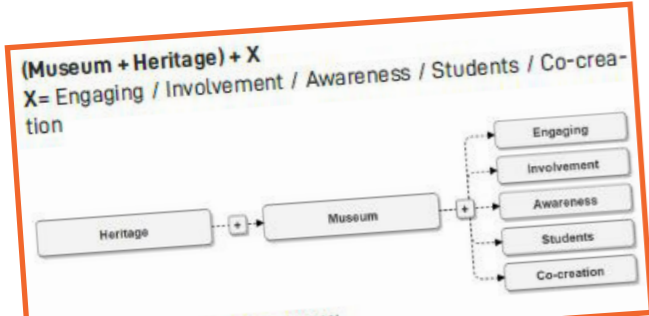 (Museum + Heritage) + X
X= Engaging / Involvement / Awareness / Students / Co-crea-
tion
Engaging
Involvement
Heritage + Museum + Awareness
Students
Co-creation